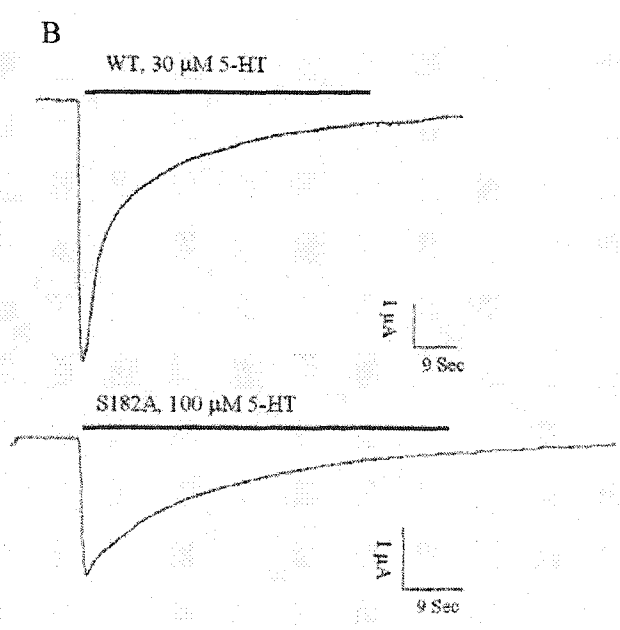 B
WT, 30 μM 5-HT
1 μA
9 Sec
S182A, 100 μM 5-HT
1 μA
9 Sec